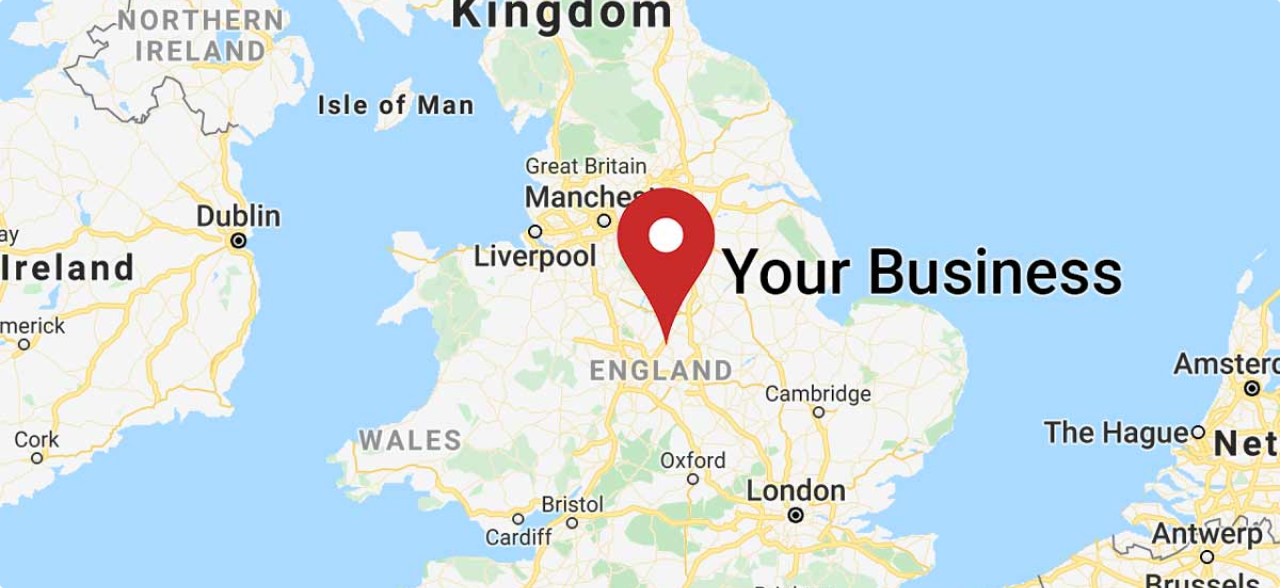 Kingdom
NORTHERN
IRELAND
Isle of Man
Great Britain
Manches
Dublin
ay
Liverpool
Your Business
Ireland
merick
Amsterd
ENGLAND
Cambridge
The Hague
Net
Cork
WALES
Oxford
London
Bristol
Cardiff
Antwerp
Brussels